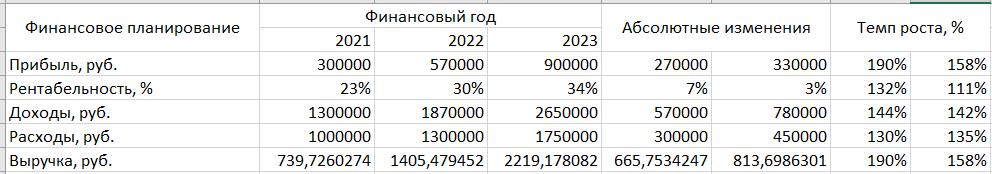 Финансовое планирование Финансовый год Абсолютные изменения Темп роста, %
2021 2022 2023
Прибыль, руб. 300000 570000 900000 270000 330000 190% 158%
Рентабельность, % 23% 30% 34% 7% 3% 132% 111%
Доходы, руб. 1300000 1870000 2650000 570000 780000 144% 142%
Расходы, руб. 1000000 1300000 1750000 300000 450000 130% 135%
Выручка, руб. 739,7260274 1405,479452 2219,178082 665,7534247 813,6986301 190% 158%